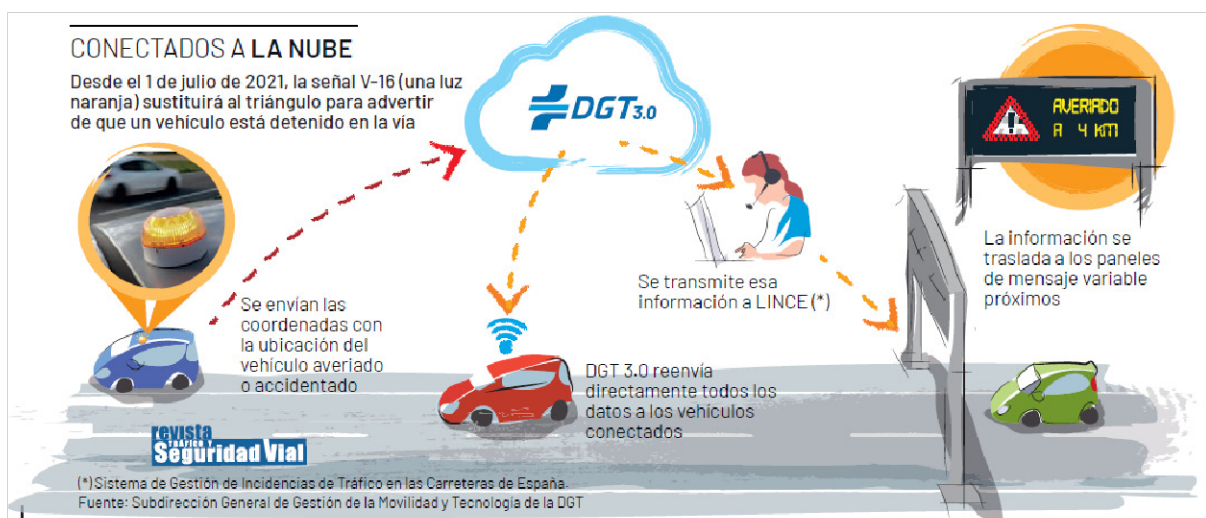 CONECTADOS A LA NUBE
Desde el 1 de julio de 2021, la señal V-16 (una luz
naranja) sustituirá al triángulo para advertir
de que un vehículo está detenido en la vía
DGT 3.0
AVERIADO
A 4 KM
Se envían las
coordenadas con
la ubicación del
vehículo averiado
o accidentado
Se transmite esa
información a LINCE (*)
La información se
traslada a los paneles
de mensaje variable
próximos
DGT 3.0 reenvía
directamente todos los
datos a los vehículos
conectados
revista
TRÁFICO Y
Seguridad Vial
(*) Sistema de Gestión de Incidencias de Tráfico en las Carreteras de España.
Fuente: Subdirección General de Gestión de la Movilidad y Tecnología de la DGT